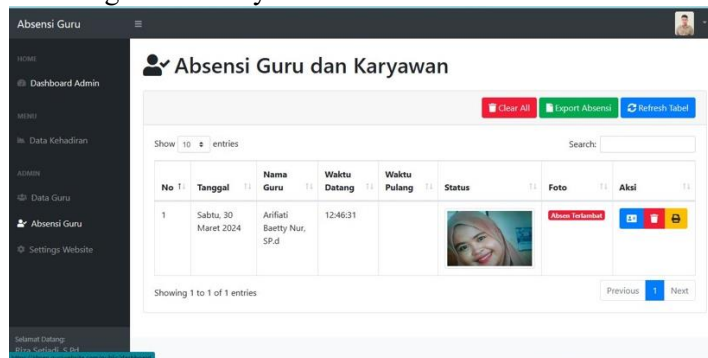 Absensi Guru
HOME
Dashboard Admin
MENU
Data Kehadiran
ADMIN
Data Guru
Absensi Guru
Settings Website
Selamat Datang:
Riza Setiadi, S.Pd
Absensi Guru dan Karyawan
Clear All Export Absensi Refresh Tabel
Show 10 entries Search:
No Tanggal Nama Guru Waktu Datang Waktu Pulang Status Foto Aksi
1 Sabtu, 30 Maret 2024 Arifiati Baetty Nur, SP.d 12:46:31 Absen Terlambat
Showing 1 to 1 of 1 entries
Previous 1 Next